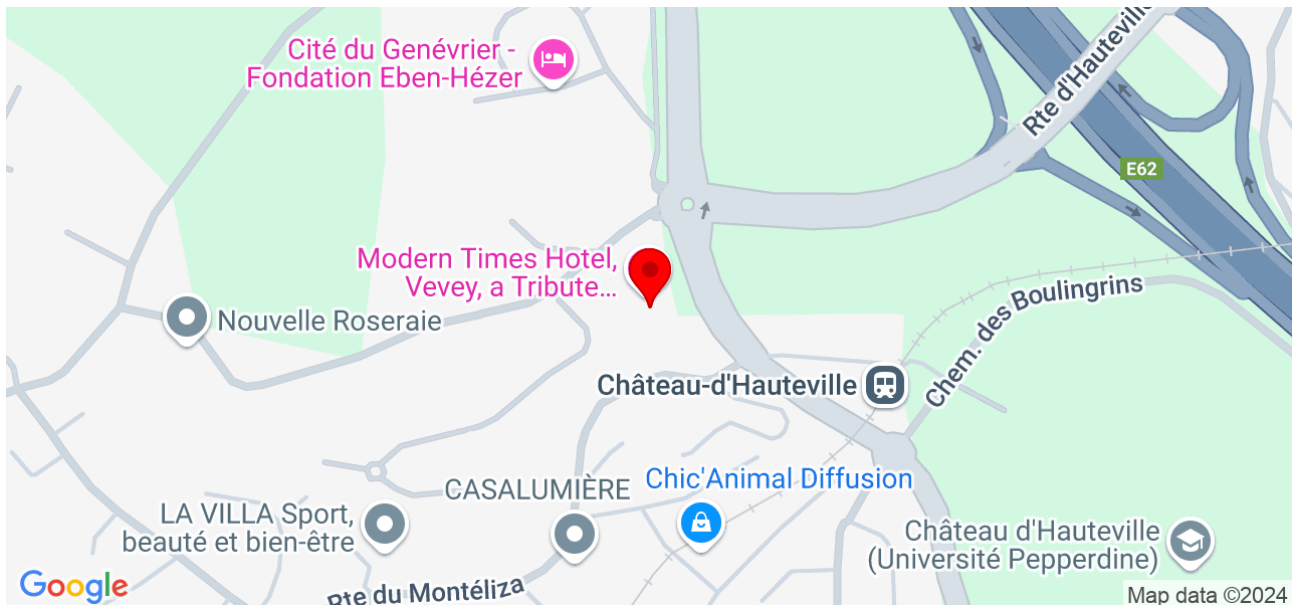 Cité du Genévrier -
Fondation Eben-Hézer
Rte d'Hauteville
E62
Modern Times Hotel,
Vevey, a Tribute...
Nouvelle Roseraie
Chem. des Boulingrins
Château-d'Hauteville
Chic'Animal Diffusion
CASALUMIÈRE
LA VILLA Sport,
beauté et bien-être
Château d'Hauteville
(Université Pepperdine)
Rte du Montéliza
Google
Map data ©2024